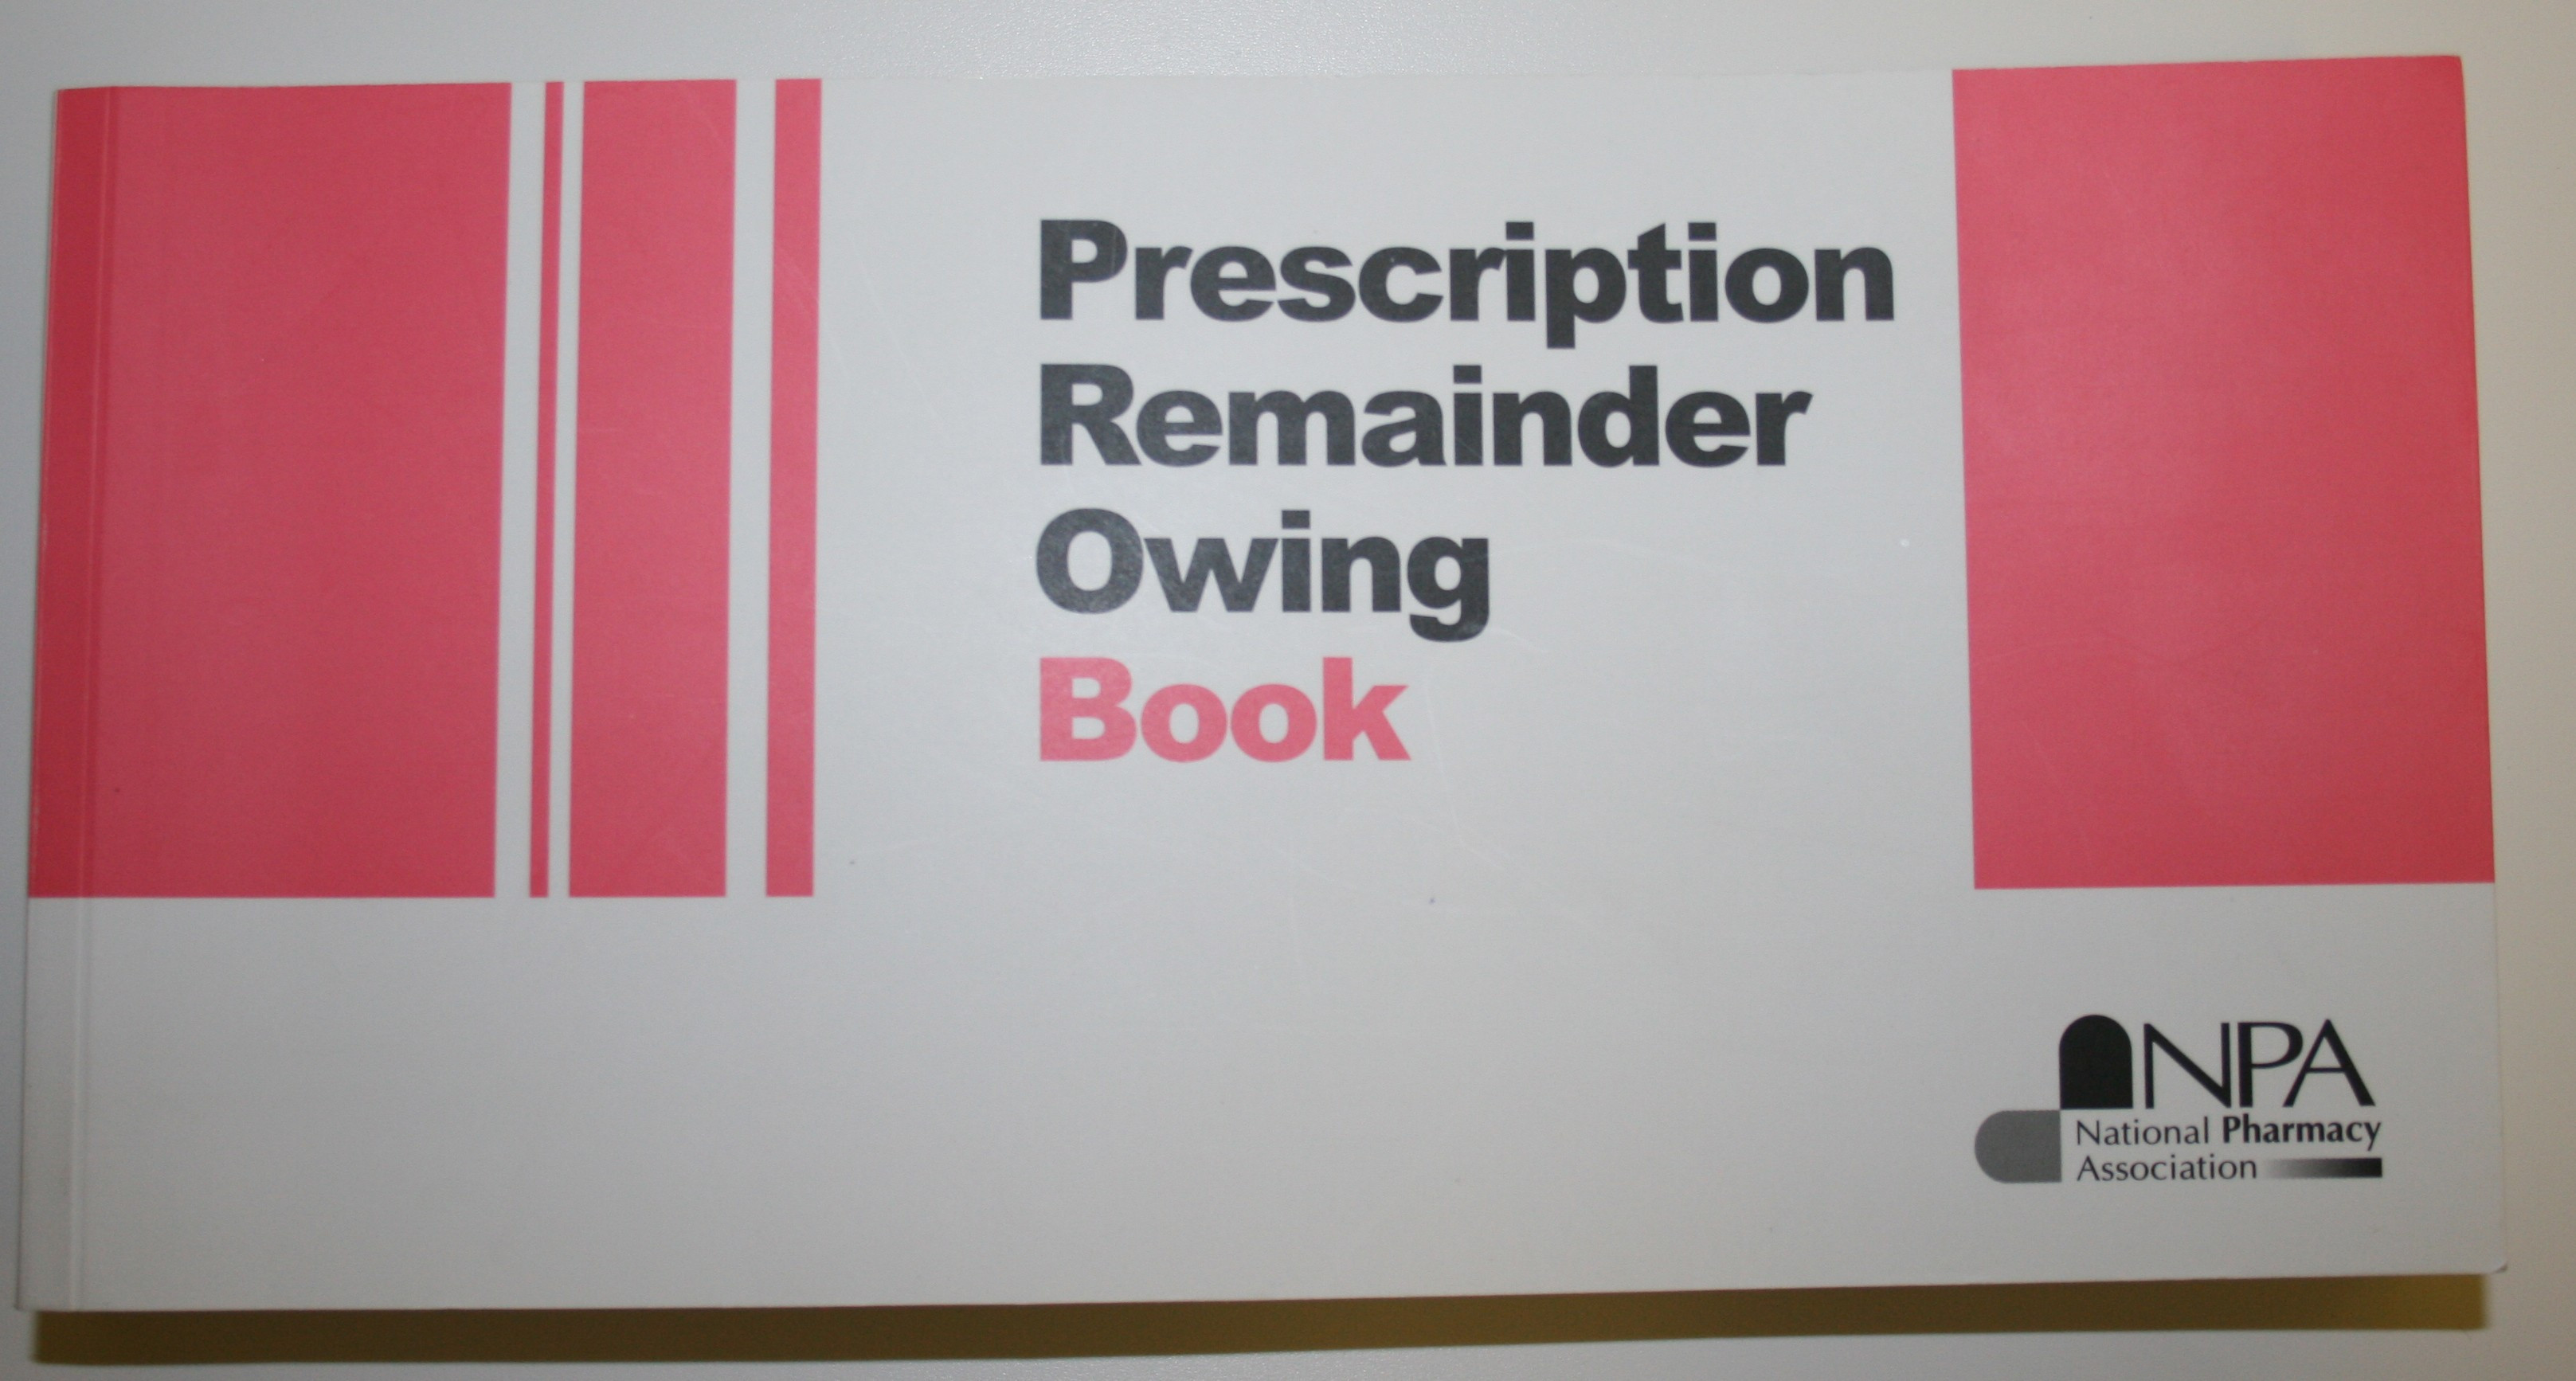 Prescription
Remainder
Owing
Book
NPA
National Pharmacy
Association